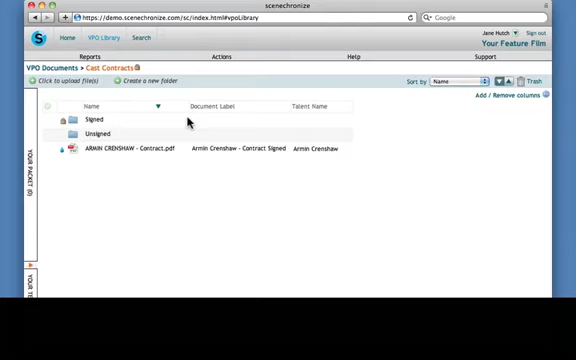 scenechronize
https://demo.scenechronize.com/sc/index.html#vpoLibrary
Google
S
Home
VPO Library
Search
Jane Hutch
Sign out
Your Feature Film
Reports
Actions
Help
Support
VPO Documents » Cast Contracts
Click to upload file(s)
Create a new folder
Sort by
Name
Trash
Add / Remove columns
Name
Document Label
Talent Name
Signed
Unsigned
ARMIN CRENSHAW - Contract.pdf
Armin Crenshaw - Contract Signed
Armin Crenshaw
YOUR PACKET (0)